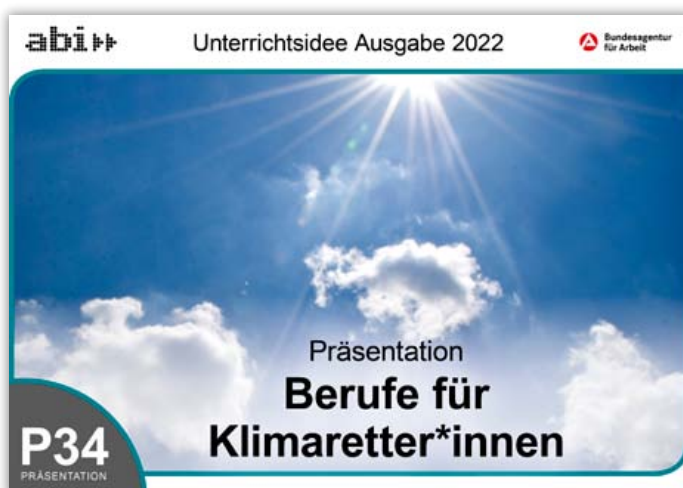 abi»
Unterrichtsidee Ausgabe 2022
Bundesagentur
für Arbeit
Präsentation
Berufe für
Klimaretter*innen
P34
PRÄSENTATION